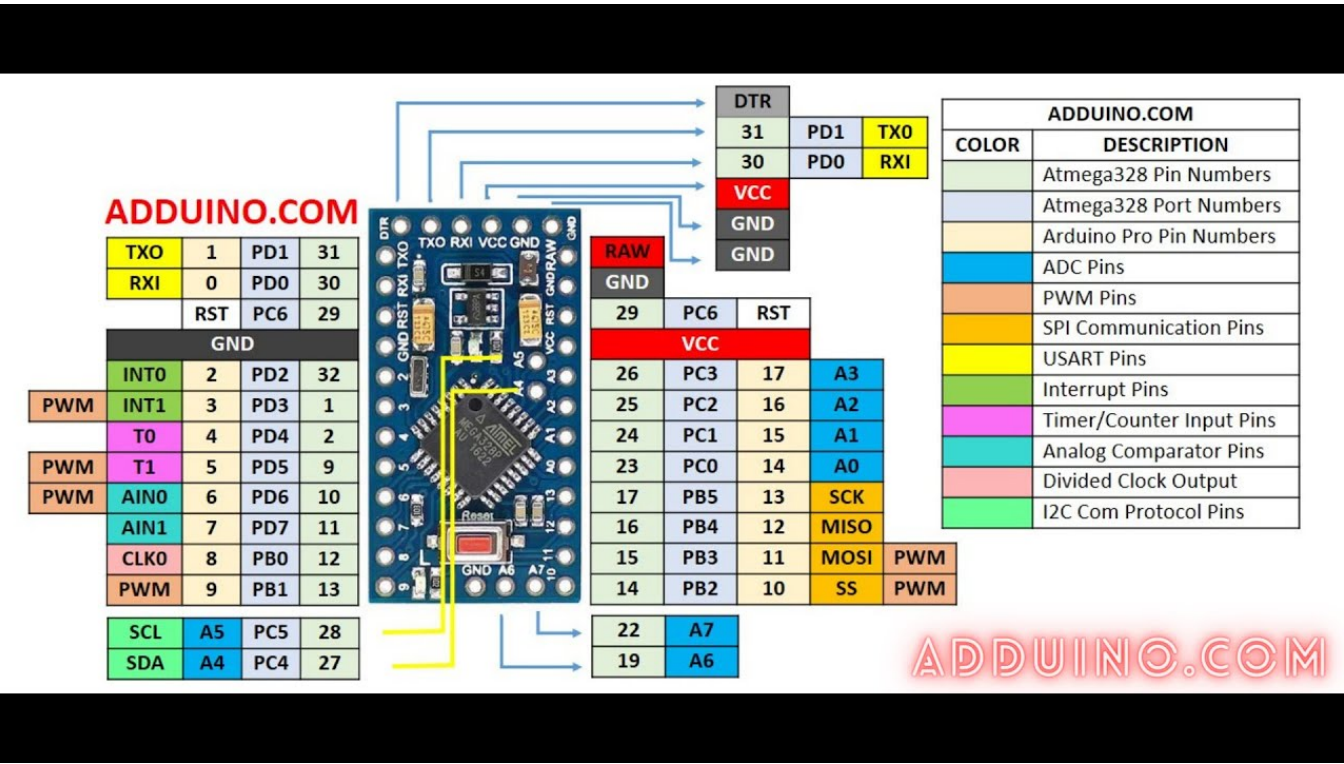 DTR
31 PD1 TX0
30 PD0 RXI
VCC
GND
GND
ADDUINO.COM
COLOR DESCRIPTION
Atmega328 Pin Numbers
Atmega328 Port Numbers
Arduino Pro Pin Numbers
ADC Pins
PWM Pins
SPI Communication Pins
USART Pins
Interrupt Pins
Timer/Counter Input Pins
Analog Comparator Pins
Divided Clock Output
I2C Com Protocol Pins
ADDUINO.COM
TXO 1 PD1 31
RXI 0 PD0 30
RST PC6 29
GND
INT0 2 PD2 32
PWM INT1 3 PD3 1
T0 4 PD4 2
PWM T1 5 PD5 9
PWM AIN0 6 PD6 10
AIN1 7 PD7 11
CLK0 8 PB0 12
PWM 9 PB1 13
SCL A5 PC5 28
SDA A4 PC4 27
DTR TXO RXI VCC GND GND
TXO RXI RST GND 2 3 4 5 6 7 8 9
RAW GND RST VCC A3 A2 A1 A0 13 12 11 10
A5
A4
S4
ATMEL
MEGA328P
AU 1622
Reset
L
GND A6 A7
RAW
GND
29 PC6 RST
VCC
26 PC3 17 A3
25 PC2 16 A2
24 PC1 15 A1
23 PC0 14 A0
17 PB5 13 SCK
16 PB4 12 MISO
15 PB3 11 MOSI PWM
14 PB2 10 SS PWM
22 A7
19 A6
ADDUINO.COM